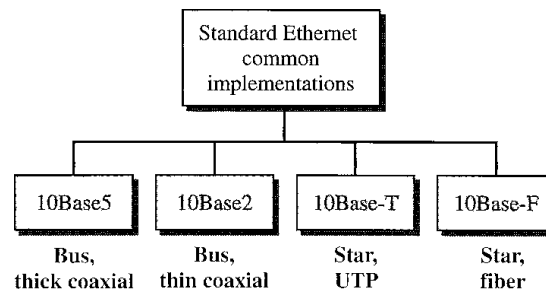 Standard Ethernet
common
implementations
10Base5
10Base2
10Base-T
10Base-F
Bus,
thick coaxial
Bus,
thin coaxial
Star,
UTP
Star,
fiber